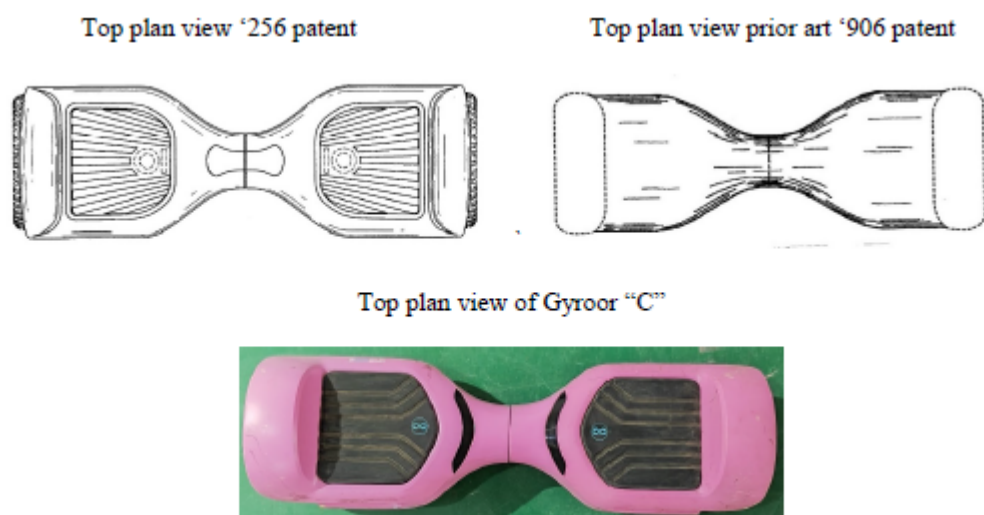 Top plan view ‘256 patent
Top plan view prior art ‘906 patent
Top plan view of Gyroor “C”